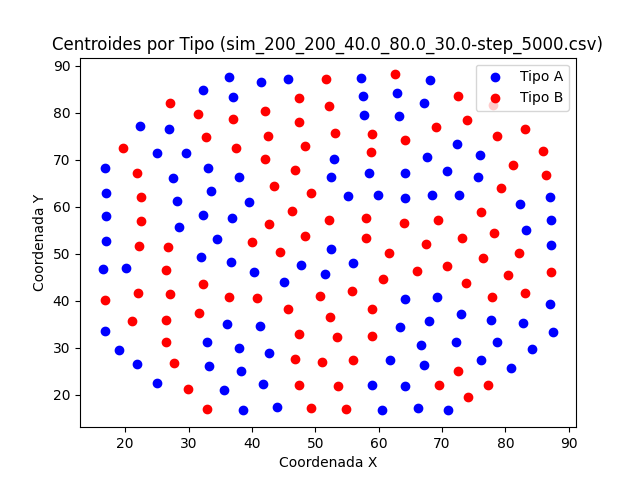 Centroides por Tipo (sim_200_200_40.0_80.0_30.0-step_5000.csv)
Tipo A
Tipo B
90
80
70
60
50
40
30
20
Coordenada Y
20 30 40 50 60 70 80 90
Coordenada X